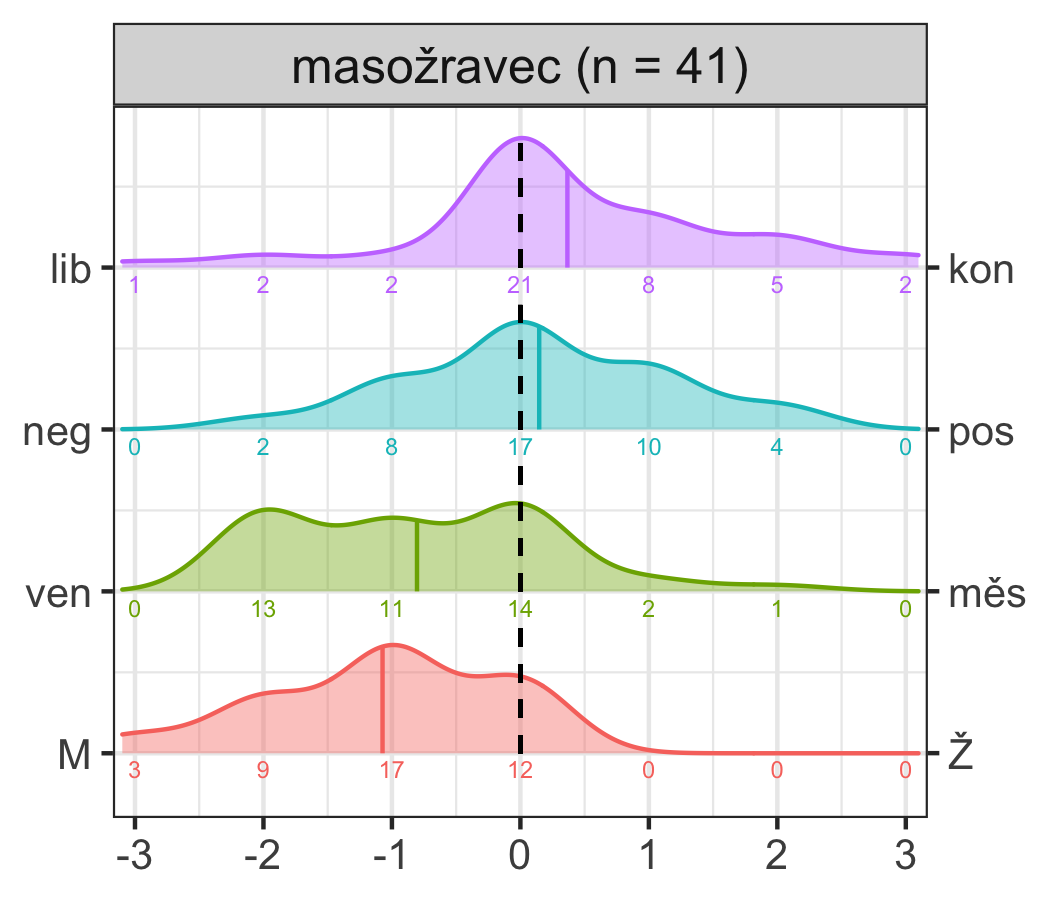 masožravec (n = 41)
lib kon
1 2 2 21 8 5 2
neg pos
0 2 8 17 10 4 0
ven měs
0 13 11 14 2 1 0
M Ž
3 9 17 12 0 0 0
-3 -2 -1 0 1 2 3